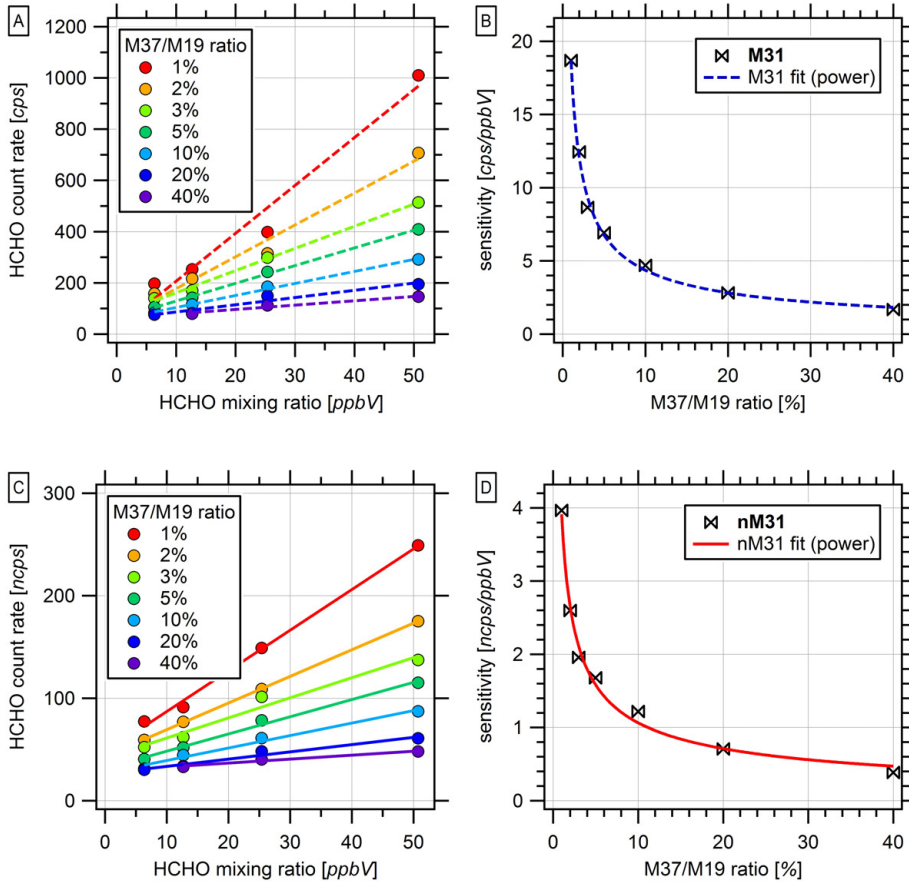 A
1200
1000
800
600
400
200
0
HCHO count rate [cps]
M37/M19 ratio
1%
2%
3%
5%
10%
20%
40%
0 10 20 30 40 50
HCHO mixing ratio [ppbV]
B
20
15
10
5
0
sensitivity [cps/ppbV]
M31
M31 fit (power)
0 10 20 30 40
M37/M19 ratio [%]
C
300
200
100
0
HCHO count rate [ncps]
M37/M19 ratio
1%
2%
3%
5%
10%
20%
40%
0 10 20 30 40 50
HCHO mixing ratio [ppbV]
D
4
3
2
1
0
sensitivity [ncps/ppbV]
nM31
nM31 fit (power)
0 10 20 30 40
M37/M19 ratio [%]